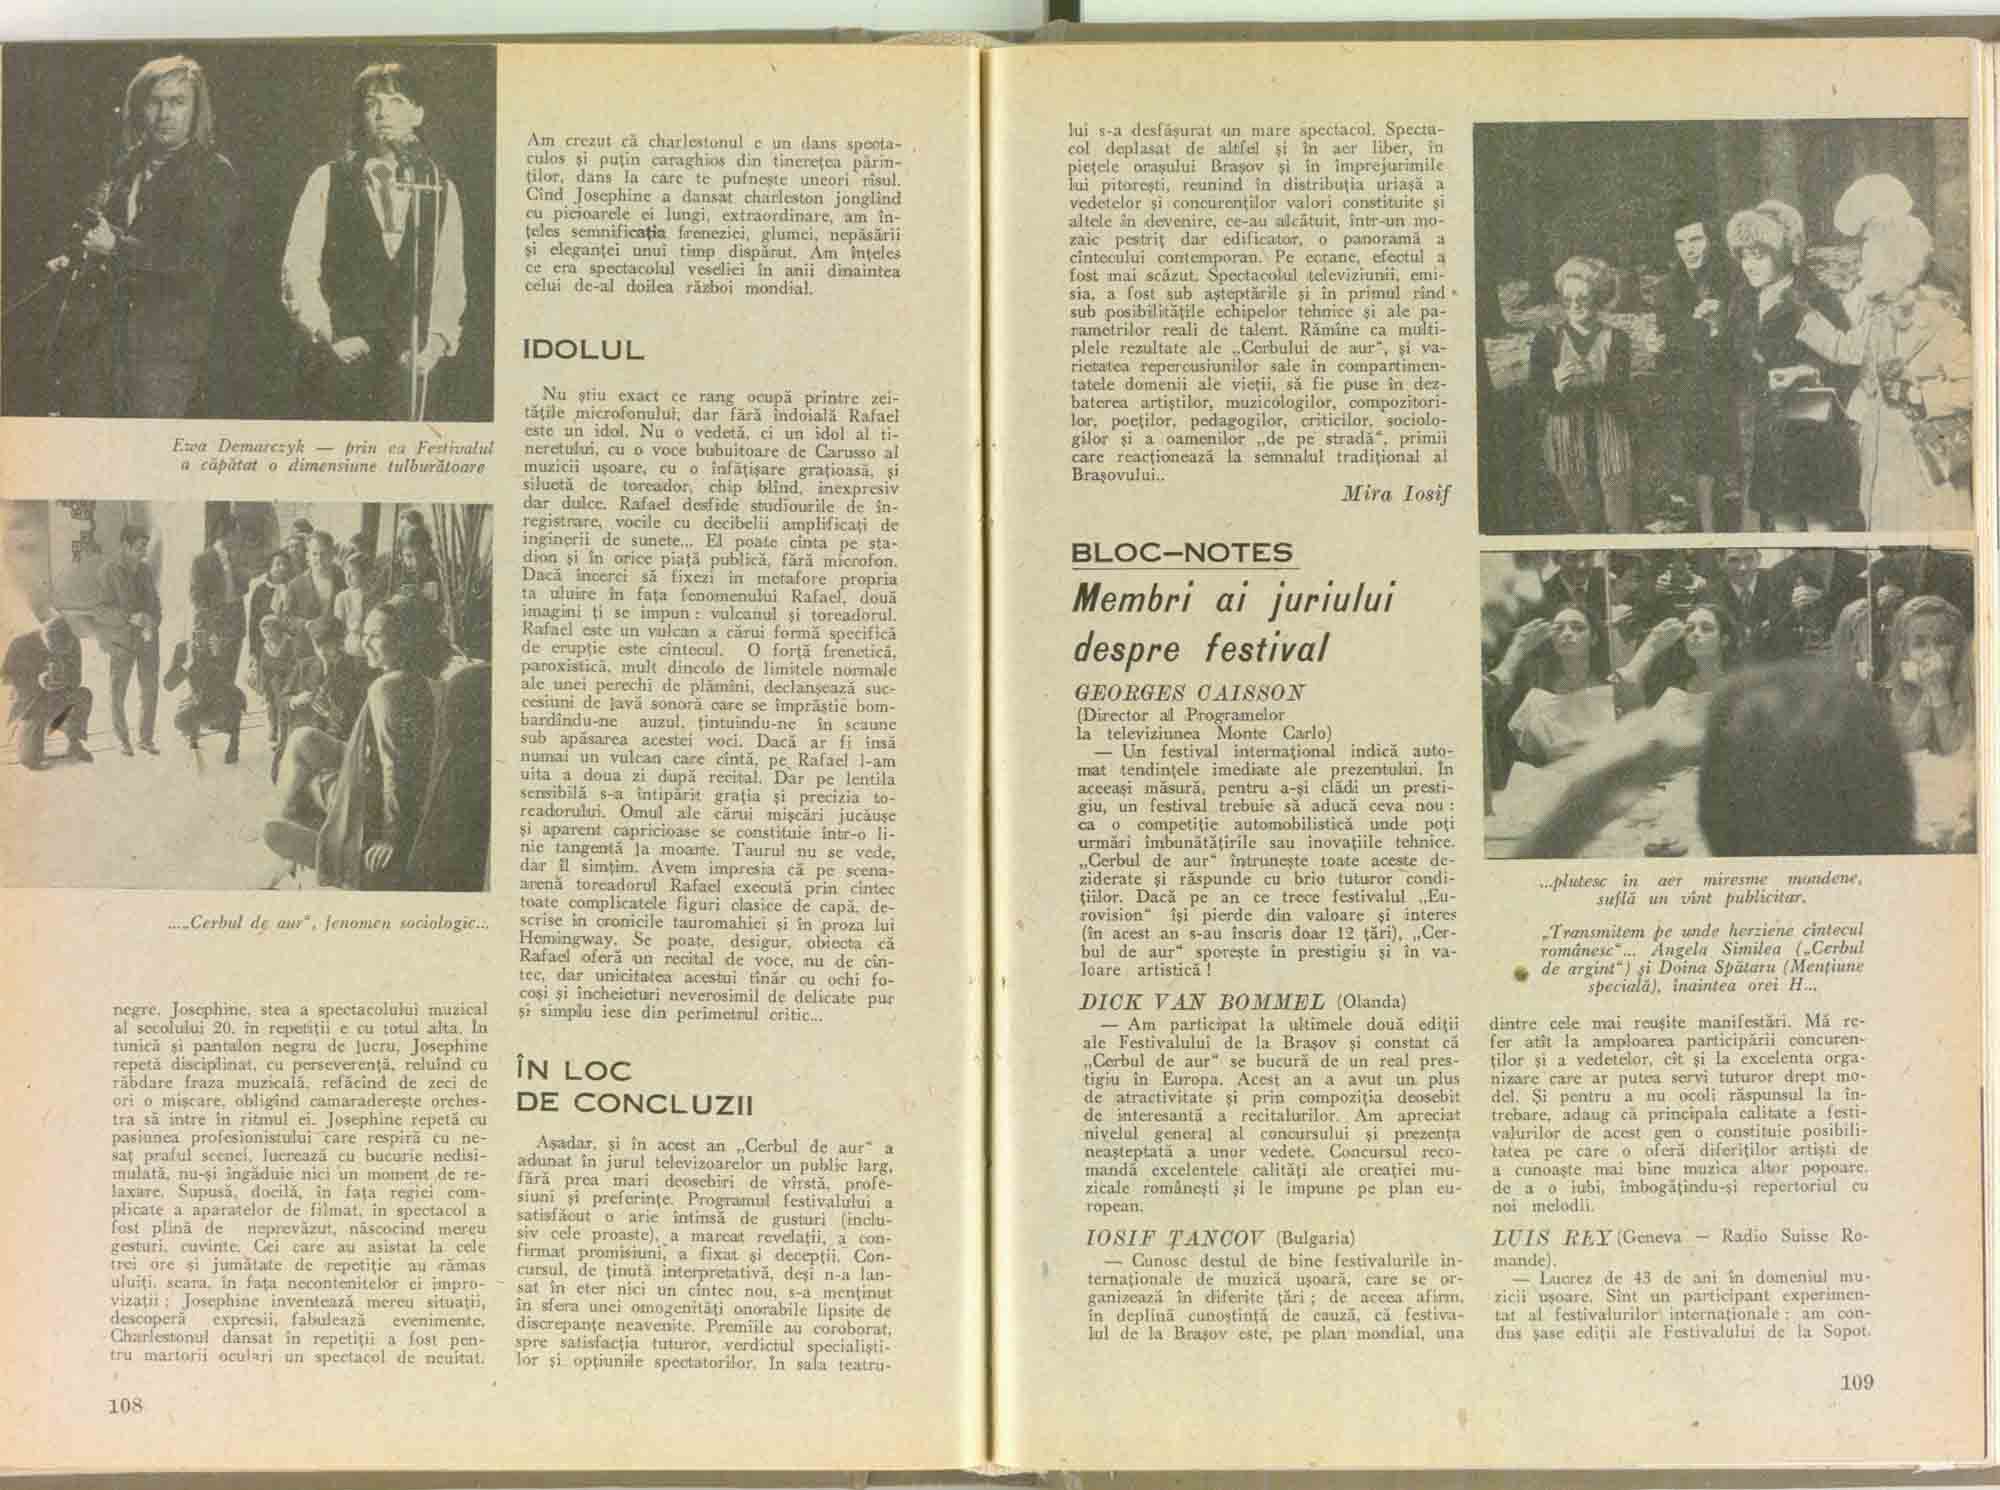 Ewa Demarczyk — prin ea Festivalul
a căpătat o dimensiune tulburătoare
....„Cerbul de aur“, fenomen sociologic...
negre. Josephine, stea a spectacolului muzical
al secolului 20, în repetiții e cu totul alta. In
tunică și pantalon negru de lucru, Josephine
repetă disciplinat, cu perseverență, reluînd cu
răbdare fraza muzicală, refăcînd de zeci de
ori o mișcare, obligînd camaraderește orches-
tra să intre în ritmul ei. Josephine repetă cu
pasiunea profesionistului care respiră cu ne-
saț praful scenei, lucrează cu bucurie nedisi-
mulată, nu-și îngăduie nici un moment de re-
laxare. Supusă, docilă, în fața regiei com-
plicate a aparatelor de filmat, în spectacol a
fost plină de neprevăzut, născocind mereu
gesturi, cuvinte. Cei care au asistat la cele
trei ore și jumătate de repetiție au rămas
uluiți, seara, în fața necontenitelor ei impro-
vizații ; Josephine inventează mereu situații,
descoperă expresii, fabulează evenimente.
Charlestonul dansat în repetiții a fost pen-
tru martorii oculari un spectacol de neuitat.
108
Am crezut că charlestonul e un dans specta-
culos și puțin caraghios din tinerețea părin-
ților, dans la care te pufnește uneori rîsul.
Cînd Josephine a dansat charleston jonglînd
cu picioarele ei lungi, extraordinare, am în-
țeles semnificația freneziei, glumei, nepăsării
și eleganței unui timp dispărut. Am înțeles
ce era spectacolul veseliei în anii dinaintea
celui de-al doilea război mondial.
IDOLUL
Nu știu exact ce rang ocupă printre zei-
tățile microfonului, dar fără îndoială Rafael
este un idol. Nu o vedetă, ci un idol al ti-
neretului, cu o voce bubuitoare de Carusso al
muzicii ușoare, cu o înfățișare grațioasă, și
siluetă de toreador, chip blînd, inexpresiv
dar dulce. Rafael desfide studiourile de în-
registrare, vocile cu decibelii amplificați de
inginerii de sunete... El poate cînta pe sta-
dion și în orice piață publică, fără microfon.
Dacă încerci să fixezi în metafore propria
ta uluire în fața fenomenului Rafael, două
imagini ți se impun : vulcanul și toreadorul.
Rafael este un vulcan a cărui formă specifică
de erupție este cîntecul. O forță frenetică,
paroxistică, mult dincolo de limitele normale
ale unei perechi de plămîni, declanșează suc-
cesiuni de lavă sonoră care se împrăștie bom-
bardîndu-ne auzul, țintuindu-ne în scaune
sub apăsarea acestei voci. Dacă ar fi însă
numai un vulcan care cîntă, pe Rafael l-am
uita a doua zi după recital. Dar pe lentila
sensibilă s-a întipărit grația și precizia to-
readorului. Omul ale cărui mișcări jucăușe
și aparent capricioase se constituie într-o li-
nie tangentă la moarte. Taurul nu se vede,
dar îl simțim. Avem impresia că pe scena-
arenă toreadorul Rafael execută prin cîntec
toate complicatele figuri clasice de capă, de-
scrise în cronicile tauromahiei și în proza lui
Hemingway. Se poate, desigur, obiecta că
Rafael oferă un recital de voce, nu de cîn-
tec, dar unicitatea acestui tînăr cu ochi fo-
coși și încheieturi neverosimil de delicate pur
și simplu iese din perimetrul critic...
ÎN LOC
DE CONCLUZII
Așadar, și în acest an „Cerbul de aur“ a
adunat în jurul televizoarelor un public larg,
fără prea mari deosebiri de vîrstă, profe-
siuni și preferințe. Programul festivalului a
satisfăcut o arie întinsă de gusturi (inclu-
siv cele proaste), a marcat revelații, a con-
firmat promisiuni, a fixat și decepții. Con-
cursul, de ținută interpretativă, deși n-a lan-
sat în eter nici un cîntec nou, s-a menținut
în sfera unei omogenități onorabile lipsite de
discrepanțe neavenite. Premiile au coroborat,
spre satisfacția tuturor, verdictul specialiști-
lor și opțiunile spectatorilor. In sala teatru-
lui s-a desfășurat un mare spectacol. Specta-
col deplasat de altfel și în aer liber, în
piețele orașului Brașov și în împrejurimile
lui pitorești, reunind în distribuția uriașă a
vedetelor și concurenților valori constituite și
altele în devenire, ce-au alcătuit, într-un mo-
zaic pestriț dar edificator, o panoramă a
cîntecului contemporan. Pe ecrane, efectul a
fost mai scăzut. Spectacolul televiziunii, emi-
sia, a fost sub așteptările și în primul rînd
sub posibilitățile echipelor tehnice și ale pa-
rametrilor reali de talent. Rămîne ca multi-
plele rezultate ale „Cerbului de aur“, și va-
rietatea repercusiunilor sale în compartimen-
tatele domenii ale vieții, să fie puse în dez-
baterea artiștilor, muzicologilor, compozitori-
lor, poeților, pedagogilor, criticilor, sociolo-
gilor și a oamenilor „de pe stradă“, primii
care reacționează la semnalul tradițional al
Brașovului..
Mira Iosif
BLOC—NOTES
Membri ai juriului
despre festival
GEORGES CAISSON
(Director al Programelor
la televiziunea Monte Carlo)
— Un festival internațional indică auto-
mat tendințele imediate ale prezentului. In
aceeași măsură, pentru a-și clădi un presti-
giu, un festival trebuie să aducă ceva nou :
ca o competiție automobilistică unde poți
urmări îmbunătățirile sau inovațiile tehnice.
„Cerbul de aur“ întrunește toate aceste de-
ziderate și răspunde cu brio tuturor condi-
țiilor. Dacă pe an ce trece festivalul „Eu-
rovision“ își pierde din valoare și interes
(în acest an s-au înscris doar 12 țări), „Cer-
bul de aur“ sporește în prestigiu și în va-
loare artistică !
DICK VAN BOMMEL (Olanda)
— Am participat la ultimele două ediții
ale Festivalului de la Brașov și constat că
„Cerbul de aur“ se bucură de un real pres-
tigiu în Europa. Acest an a avut un plus
de atractivitate și prin compoziția deosebit
de interesantă a recitalurilor. Am apreciat
nivelul general al concursului și prezența
neașteptată a unor vedete. Concursul reco-
mandă excelentele calități ale creației mu-
zicale românești și le impune pe plan eu-
ropean.
IOSIF ȚANCOV (Bulgaria)
— Cunosc destul de bine festivalurile in-
ternaționale de muzică ușoară, care se or-
ganizează în diferite țări ; de aceea afirm,
în deplină cunoștință de cauză, că festiva-
lul de la Brașov este, pe plan mondial, una
...plutesc în aer miresme mondene,
suflă un vînt publicitar.
„Transmitem pe unde herziene cîntecul
românesc“... Angela Similea („Cerbul
de argint“) și Doina Spătaru (Mențiune
specială), înaintea orei H...
dintre cele mai reușite manifestări. Mă re-
fer atît la amploarea participării concuren-
ților și a vedetelor, cît și la excelenta orga-
nizare care ar putea servi tuturor drept mo-
del. Și pentru a nu ocoli răspunsul la în-
trebare, adaug că principala calitate a festi-
valurilor de acest gen o constituie posibili-
tatea pe care o oferă diferiților artiști de
a cunoaște mai bine muzica altor popoare,
de a o iubi, îmbogățindu-și repertoriul cu
noi melodii.
LUIS REY (Geneva — Radio Suisse Ro-
mande).
— Lucrez de 43 de ani în domeniul mu-
zicii ușoare. Sînt un participant experimen-
tat al festivalurilor internaționale : am con-
dus șase ediții ale Festivalului de la Sopot.
109